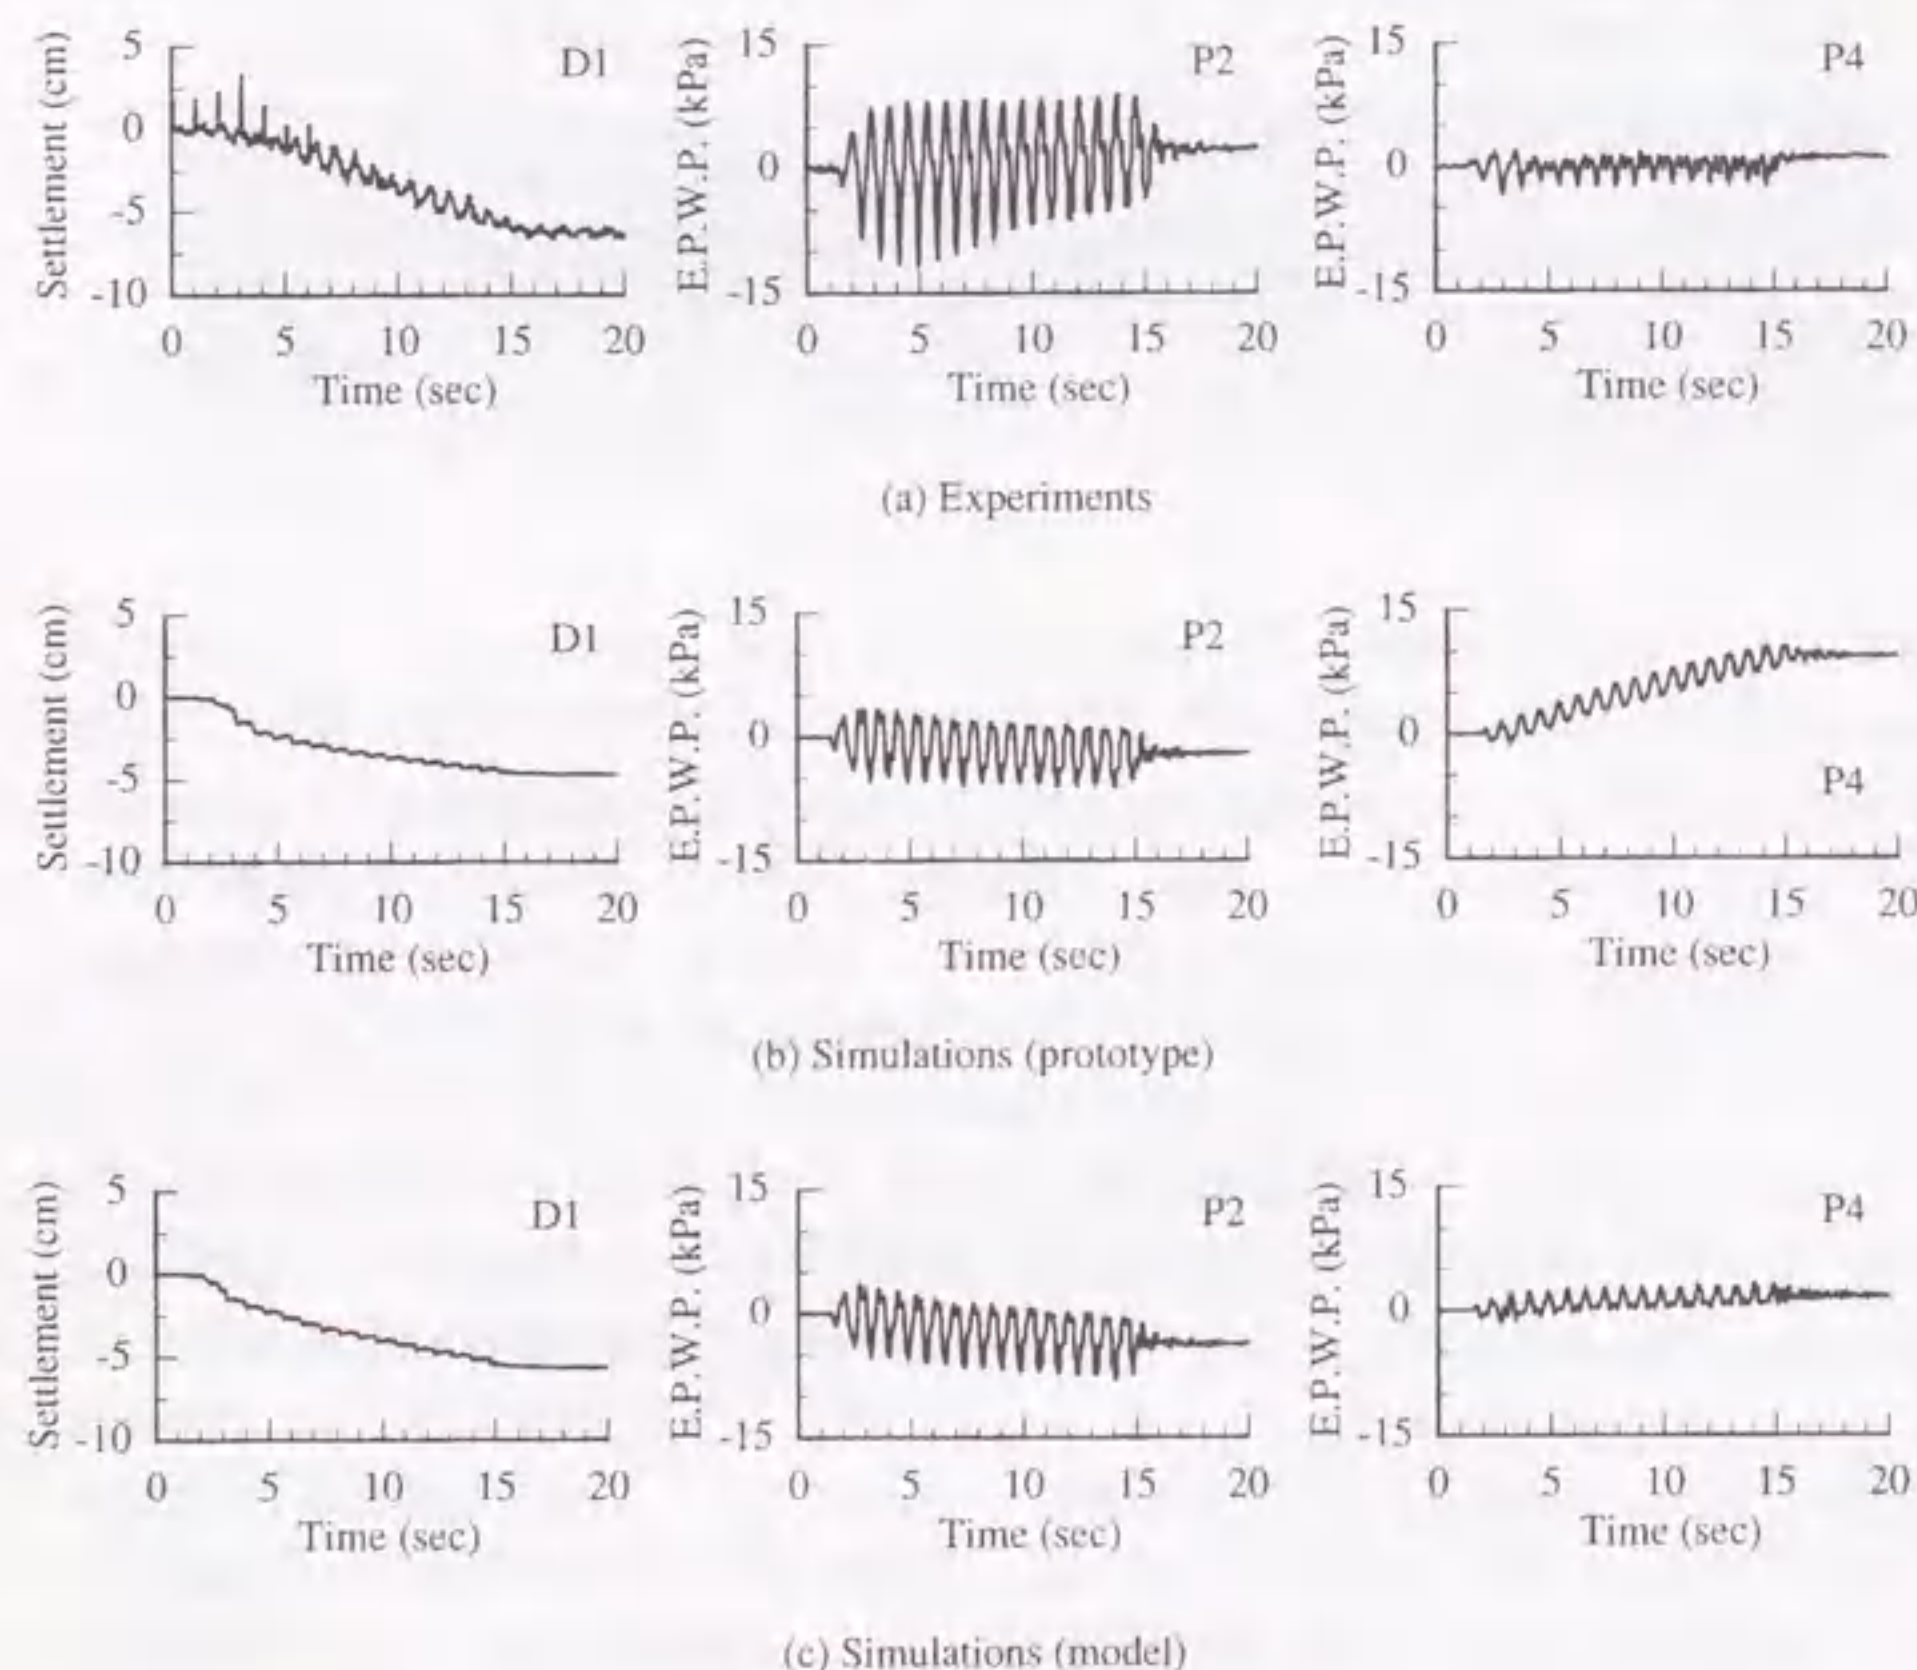 Settlement (cm)
5
0
-5
-10
D1
0 5 10 15 20
Time (sec)
E.P.W.P. (kPa)
15
0
-15
P2
0 5 10 15 20
Time (sec)
E.P.W.P. (kPa)
15
0
-15
P4
0 5 10 15 20
Time (sec)
(a) Experiments
Settlement (cm)
5
0
-5
-10
D1
0 5 10 15 20
Time (sec)
E.P.W.P. (kPa)
15
0
-15
P2
0 5 10 15 20
Time (sec)
E.P.W.P. (kPa)
15
0
-15
P4
0 5 10 15 20
Time (sec)
(b) Simulations (prototype)
Settlement (cm)
5
0
-5
-10
D1
0 5 10 15 20
Time (sec)
E.P.W.P. (kPa)
15
0
-15
P2
0 5 10 15 20
Time (sec)
E.P.W.P. (kPa)
15
0
-15
P4
0 5 10 15 20
Time (sec)
(c) Simulations (model)